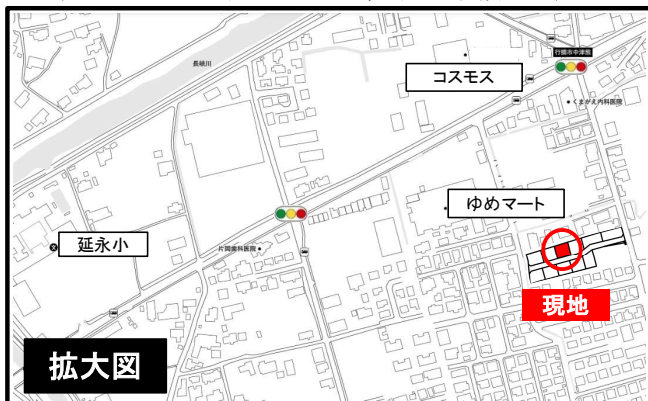 長峡川
行橋市中津熊
コスモス
くまがえ内科医院
ゆめマート
延永小
片岡歯科医院
現地
拡大図